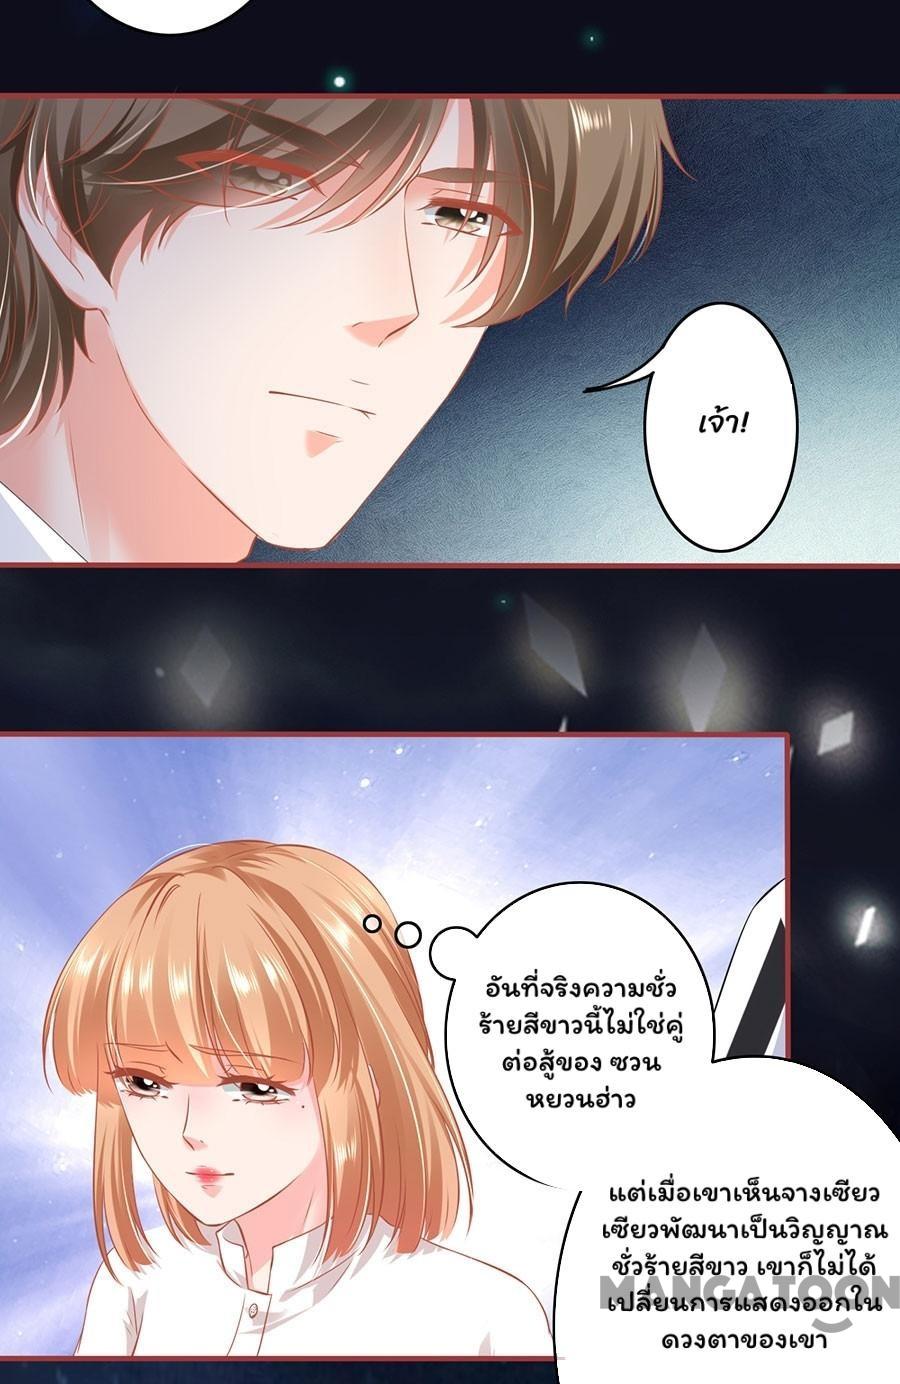 เจ้า!
อันที่จริงความชั่ว
ร้ายสีขาวนี้ไม่ใช่คู่
ต่อสู้ของ ซวน
หยวนฮ่าว
แต่เมื่อเขาเห็นจางเซียว
เซียวพัฒนาเป็นวิญญาณ
ชั่วร้ายสีขาว เขาก็ไม่ได้
เปลี่ยนการแสดงออกใน
ดวงตาของเขา
MANGATOON